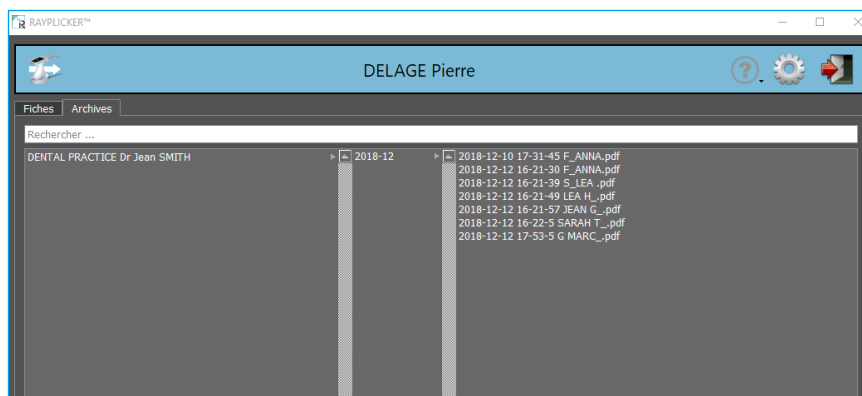 RAYPLICKER™
DELAGE Pierre
Fiches Archives
Rechercher ...
DENTAL PRACTICE Dr Jean SMITH 2018-12 2018-12-10 17-31-45 F_ANNA.pdf
2018-12-12 16-21-30 F_ANNA.pdf
2018-12-12 16-21-39 S_LEA .pdf
2018-12-12 16-21-49 LEA H_.pdf
2018-12-12 16-21-57 JEAN G_.pdf
2018-12-12 16-22-5 SARAH T_.pdf
2018-12-12 17-53-5 G MARC_.pdf